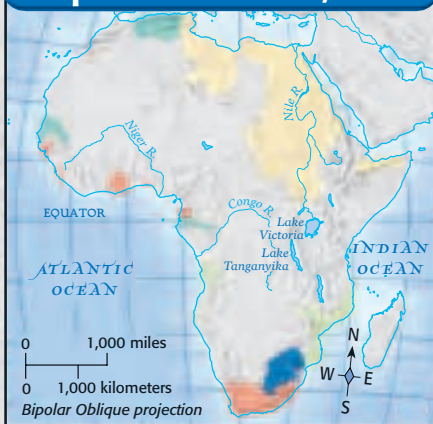 Niger R.
Nile R.
EQUATOR
Congo R.
Lake
Victoria
Lake
Tanganyika
ATLANTIC
OCEAN
INDIAN
OCEAN
0 1,000 miles
0 1,000 kilometers
Bipolar Oblique projection
N
W E
S